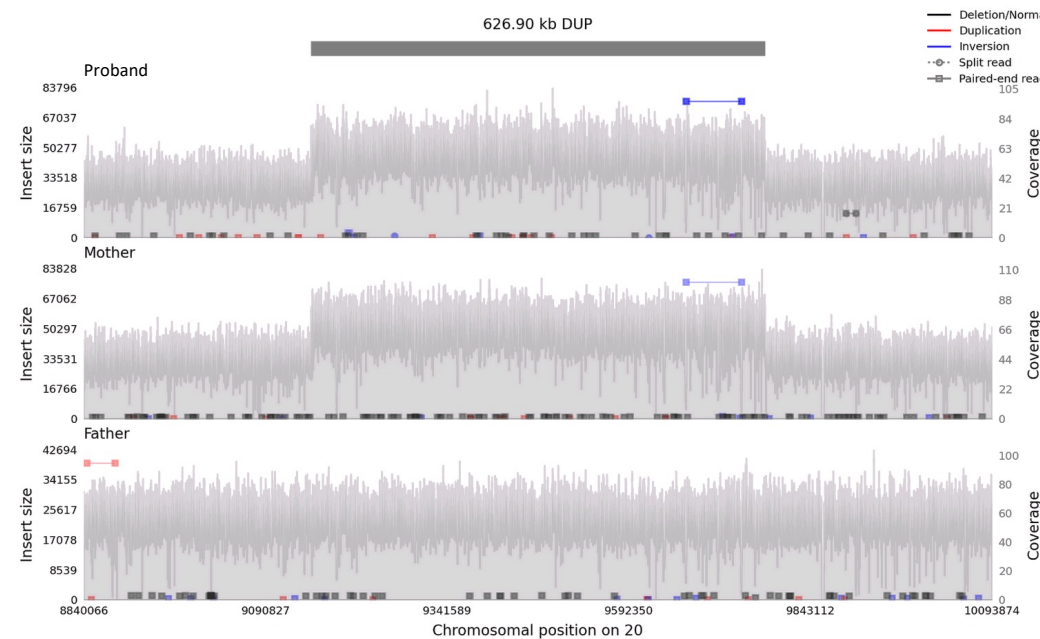 626.90 kb DUP
Deletion/Norma
Duplication
Inversion
Split read
Paired-end rea
Proband
83796
67037
50277
33518
16759
0
Insert size
105
84
63
42
21
0
Coverage
Mother
83828
67062
50297
33531
16766
0
Insert size
110
88
66
44
22
0
Coverage
Father
42694
34155
25617
17078
8539
0
Insert size
100
80
60
40
20
0
Coverage
8840066 9090827 9341589 9592350 9843112 10093874
Chromosomal position on 20